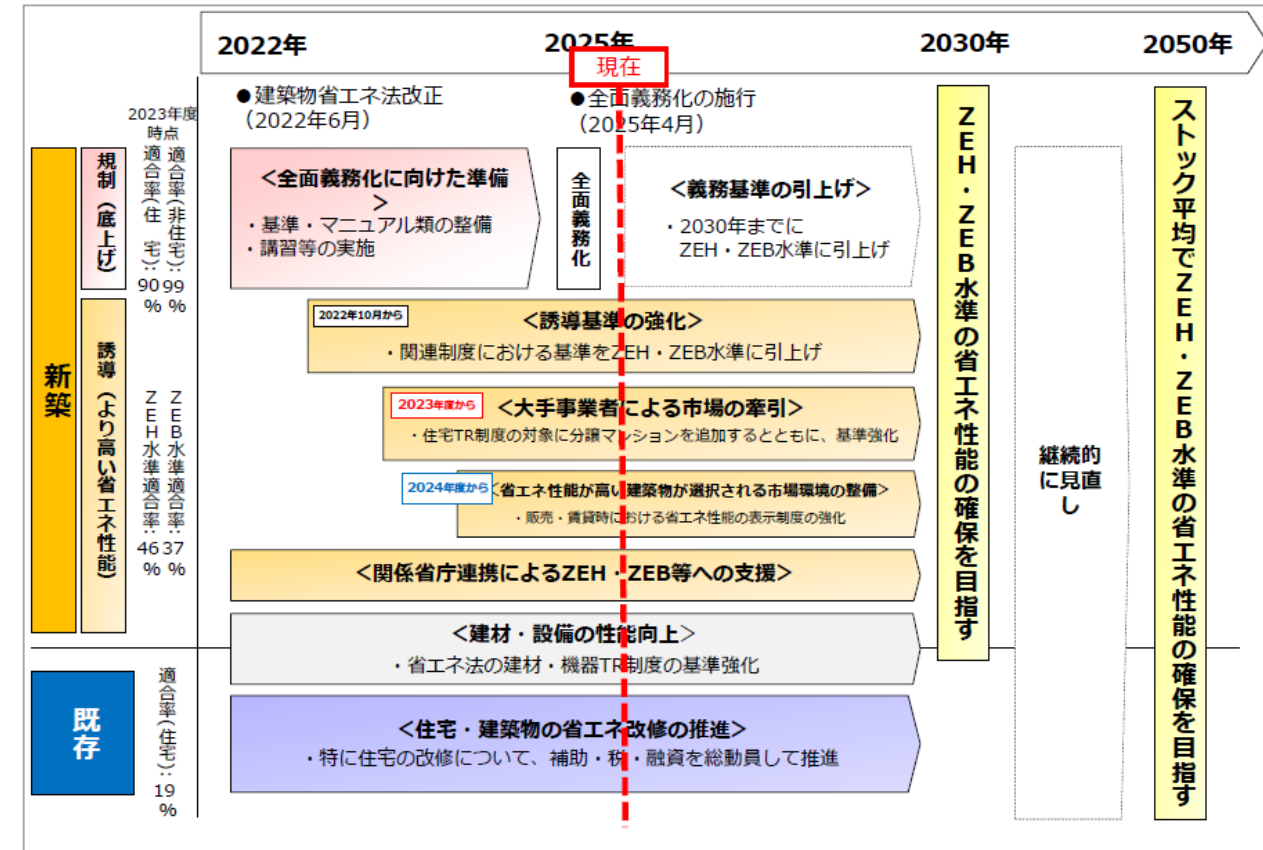 2022年
2025年
2030年
2050年
現在
●建築物省エネ法改正
（2022年6月）
●全面義務化の施行
（2025年4月）
2023年度
時点
新築
規制（底上げ）
適合率(非住宅)：99%
適合率(住　宅)：90%
＜全面義務化に向けた準備
＞
・基準・マニュアル類の整備
・講習等の実施
全面義務化
＜義務基準の引上げ＞
・2030年までに
ZEH・ZEB水準に引上げ
誘導（より高い省エネ性能）
ZEB水準適合率：37%
ZEH水準適合率：46%
2022年10月から
＜誘導基準の強化＞
・関連制度における基準をZEH・ZEB水準に引上げ
2023年度から
＜大手事業者による市場の牽引＞
・住宅TR制度の対象に分譲マンションを追加するとともに、基準強化
2024年度から
＜省エネ性能が高い建築物が選択される市場環境の整備＞
・販売・賃貸時における省エネ性能の表示制度の強化
＜関係省庁連携によるZEH・ZEB等への支援＞
＜建材・設備の性能向上＞
・省エネ法の建材・機器TR制度の基準強化
既存
適合率(住宅)：19%
＜住宅・建築物の省エネ改修の推進＞
・特に住宅の改修について、補助・税・融資を総動員して推進
ZEH・ZEB水準の省エネ性能の確保を目指す
継続的
に見直
し
ストック平均でZEH・ZEB水準の省エネ性能の確保を目指す